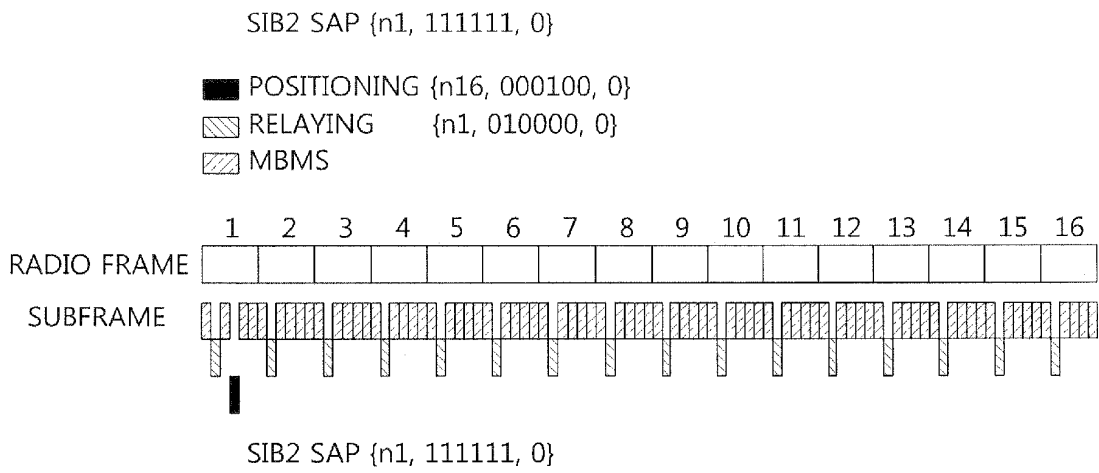 SIB2 SAP {n1, 111111, 0}
POSITIONING {n16, 000100, 0}
RELAYING {n1, 010000, 0}
MBMS
1 2 3 4 5 6 7 8 9 10 11 12 13 14 15 16
RADIO FRAME
SUBFRAME
SIB2 SAP {n1, 111111, 0}